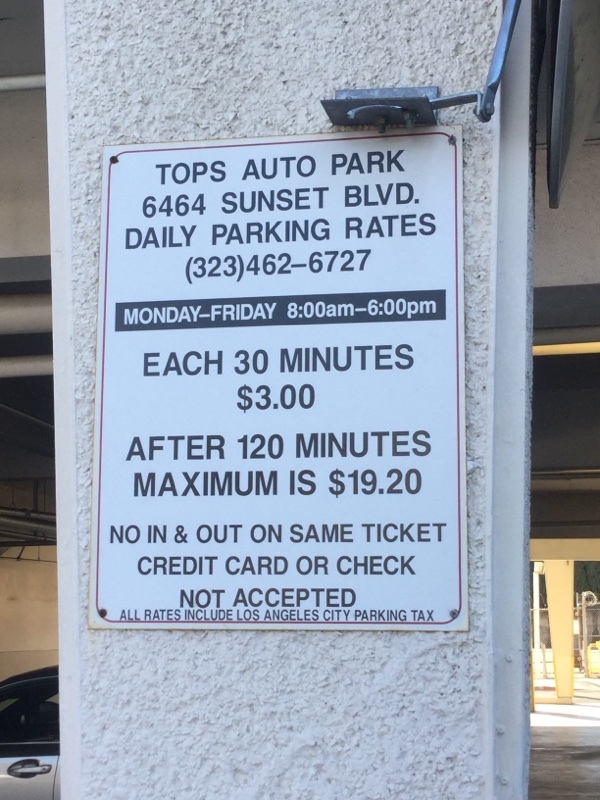 TOPS AUTO PARK
6464 SUNSET BLVD.
DAILY PARKING RATES
(323)462–6727
MONDAY–FRIDAY 8:00am–6:00pm
EACH 30 MINUTES
$3.00
AFTER 120 MINUTES
MAXIMUM IS $19.20
NO IN & OUT ON SAME TICKET
CREDIT CARD OR CHECK
NOT ACCEPTED
ALL RATES INCLUDE LOS ANGELES CITY PARKING TAX